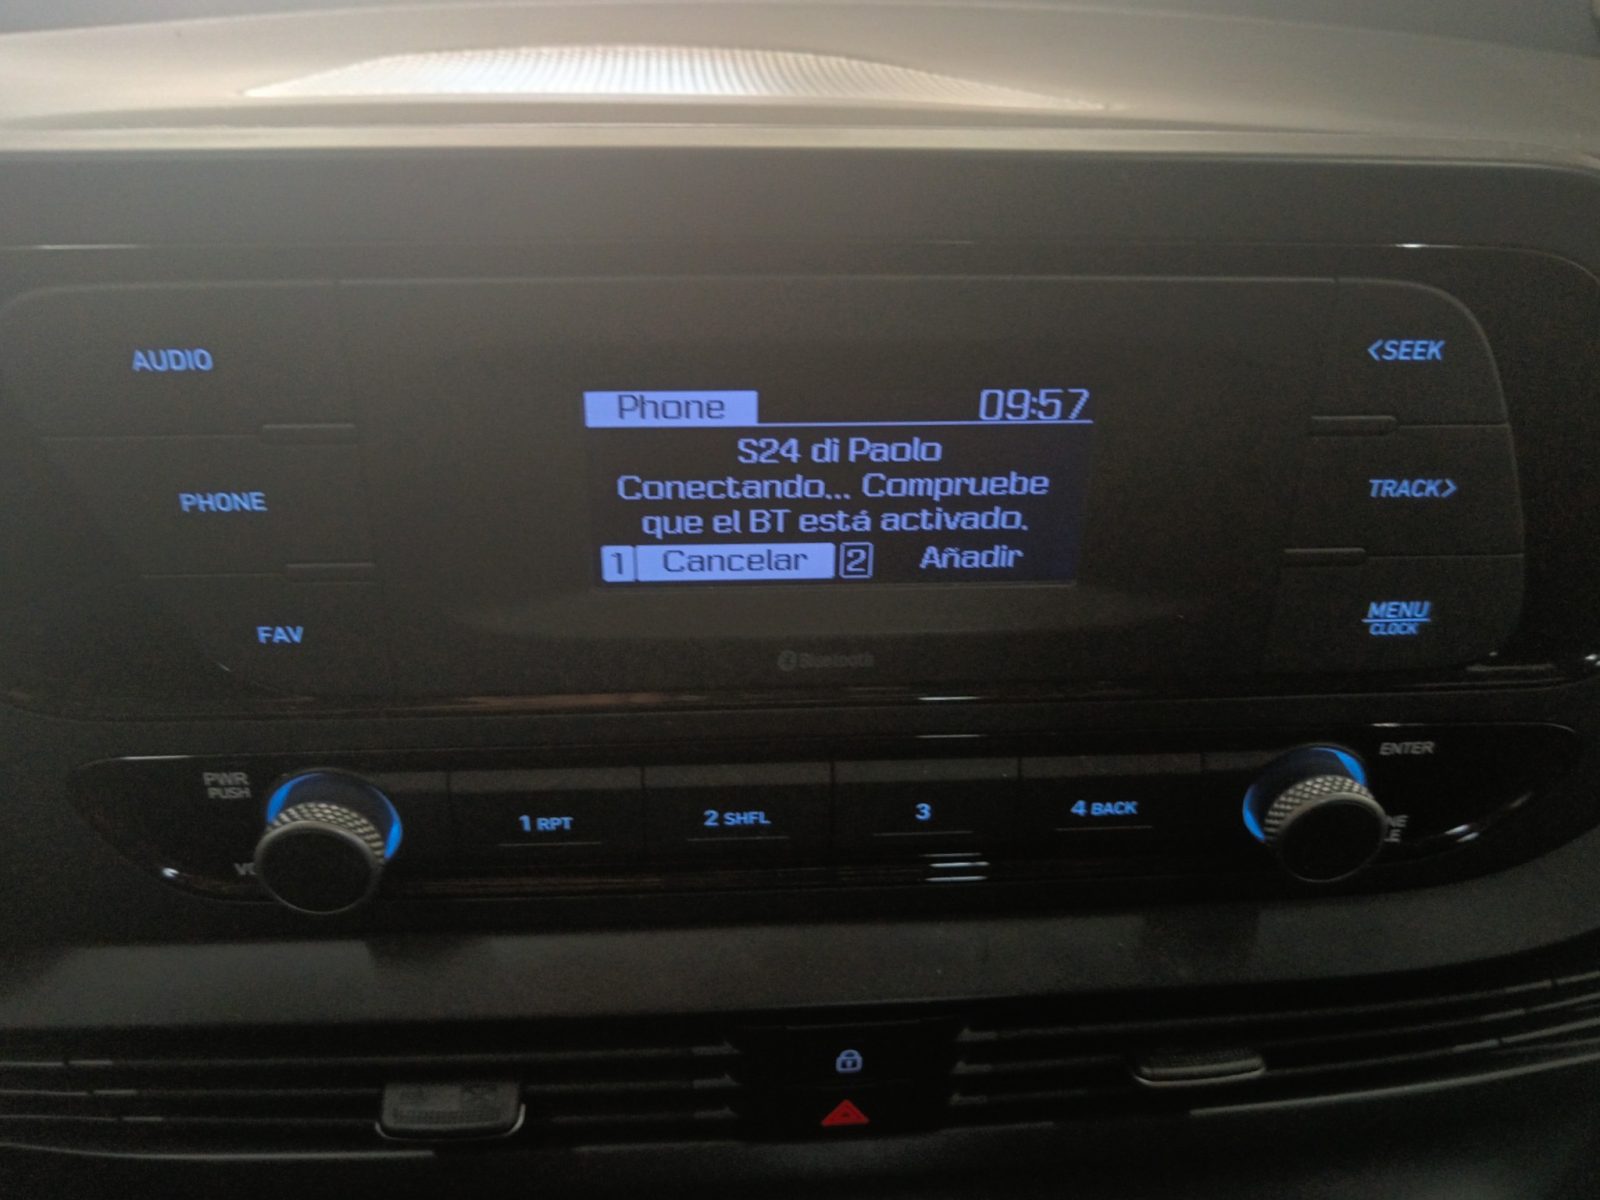 AUDIO
<SEEK
Phone 09:57
S24 di Paolo
Conectando... Compruebe
que el BT está activado.
1 Cancelar 2 Añadir
PHONE
TRACK>
FAV
MENU
CLOCK
Bluetooth
PWR
PUSH
ENTER
1 RPT
2 SHFL
3
4 BACK